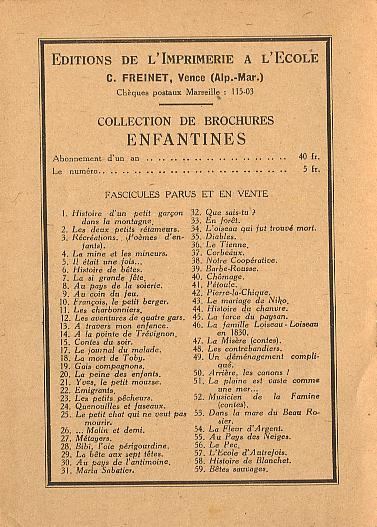 EDITIONS DE L'IMPRIMERIE A L'ECOLE
C. FREINET, Vence (Alp.-Mar.)
Chèques postaux Marseille : 115-03
COLLECTION DE BROCHURES
ENFANTINES
Abonnement d'un an .. .. .. .. .. .. .. .. .. .. 40 fr.
Le numéro.. .. .. .. .. .. .. .. .. .. .. .. .. 5 fr.
FASCICULES PARUS ET EN VENTE
1. Histoire d'un petit garçon
dans la montagne.
2. Les deux petits rétameurs.
3. Récréations. (Poèmes d'en-
fants).
4. La mine et les mineurs.
5. Il était une fois...
6. Histoire de bêtes.
7. La si grande fête.
8. Au pays de la soierie.
9. Au coin du feu.
10. François, le petit berger.
11. Les charbonniers.
12. Les aventures de quatre gars.
13. A travers mon enfance.
14. A la pointe de Trévignon.
15. Contes du soir.
17. Le journal du malade.
18. La mort de Toby.
19. Gais compagnons.
20. La peine des enfants.
21. Yves, le petit mousse.
22. Emigrants.
23. Les petits pêcheurs.
24. Quenouilles et fuseaux.
25. Le petit chat qui ne veut pas
mourir.
26. ... Malin et demi.
27. Métayers.
28. Bibi, l'oie périgourdine.
29. La bête aux sept têtes.
30. Au pays de l'antimoine.
31. Maria Sabatier.
32. Que sais-tu ?
33. En forêt.
34. L'oiseau qui fut trouvé mort.
35. Diables.
36. Le Tienne.
37. Corbeaux.
38. Notre Coopérative.
39. Barbe-Rousse.
40. Chômage.
41. Pétoule.
42. Pierre-la-Chique.
43. Le mariage de Niko.
44. Histoire du chanvre.
45. La farce du paysan.
46. La famille Loiseau-Loiseau
en 1830.
47. La Misère (contes).
48. Les contrebandiers.
49. Un déménagement compli-
qué.
50. Arrière, les canons !
51. La plaine est vaste comme
une mer...
52. Musicien de la Famine
(contes).
53. Dans la mare du Beau Ro-
sier.
54. La Fleur d'Argent.
55. Au Pays des Neiges.
56. Le Pec.
57. L'Ecole d'Autrefois.
58. Histoire de Blanchet.
59. Bêtes sauvages.